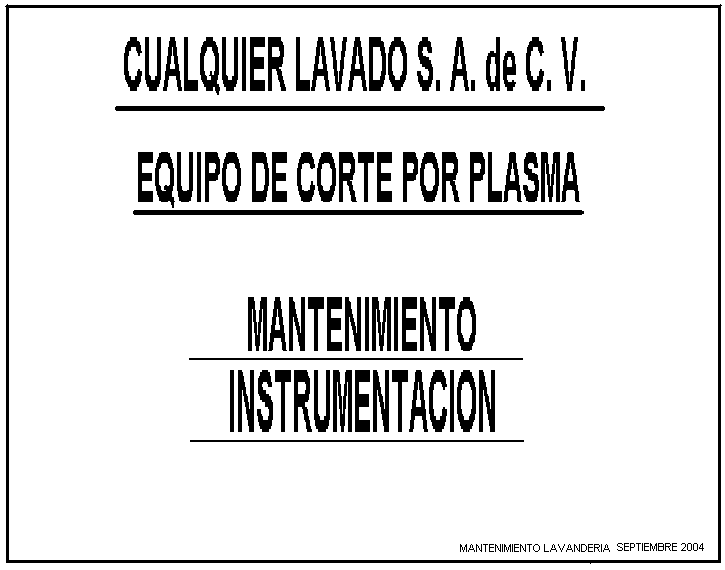 CUALQUIER LAVADO S. A. de C. V.
EQUIPO DE CORTE POR PLASMA
MANTENIMIENTO
INSTRUMENTACION
MANTENIMIENTO LAVANDERIA SEPTIEMBRE 2004